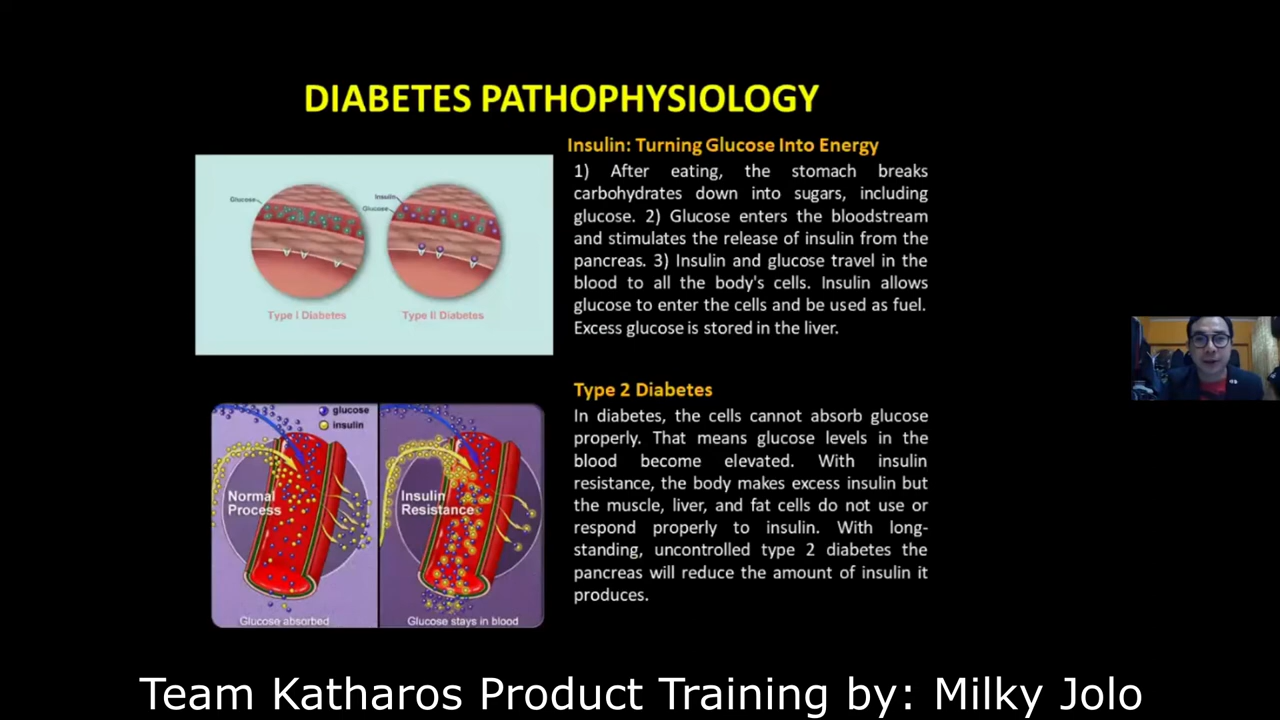 DIABETES PATHOPHYSIOLOGY
Glucose
Insulin
Glucose
Type I Diabetes
Type II Diabetes
Insulin: Turning Glucose Into Energy
1) After eating, the stomach breaks
carbohydrates down into sugars, including
glucose. 2) Glucose enters the bloodstream
and stimulates the release of insulin from the
pancreas. 3) Insulin and glucose travel in the
blood to all the body's cells. Insulin allows
glucose to enter the cells and be used as fuel.
Excess glucose is stored in the liver.
glucose
insulin
Normal
Process
Insulin
Resistance
Glucose absorbed
Glucose stays in blood
Type 2 Diabetes
In diabetes, the cells cannot absorb glucose
properly. That means glucose levels in the
blood become elevated. With insulin
resistance, the body makes excess insulin but
the muscle, liver, and fat cells do not use or
respond properly to insulin. With long-
standing, uncontrolled type 2 diabetes the
pancreas will reduce the amount of insulin it
produces.
Team Katharos Product Training by: Milky Jolo